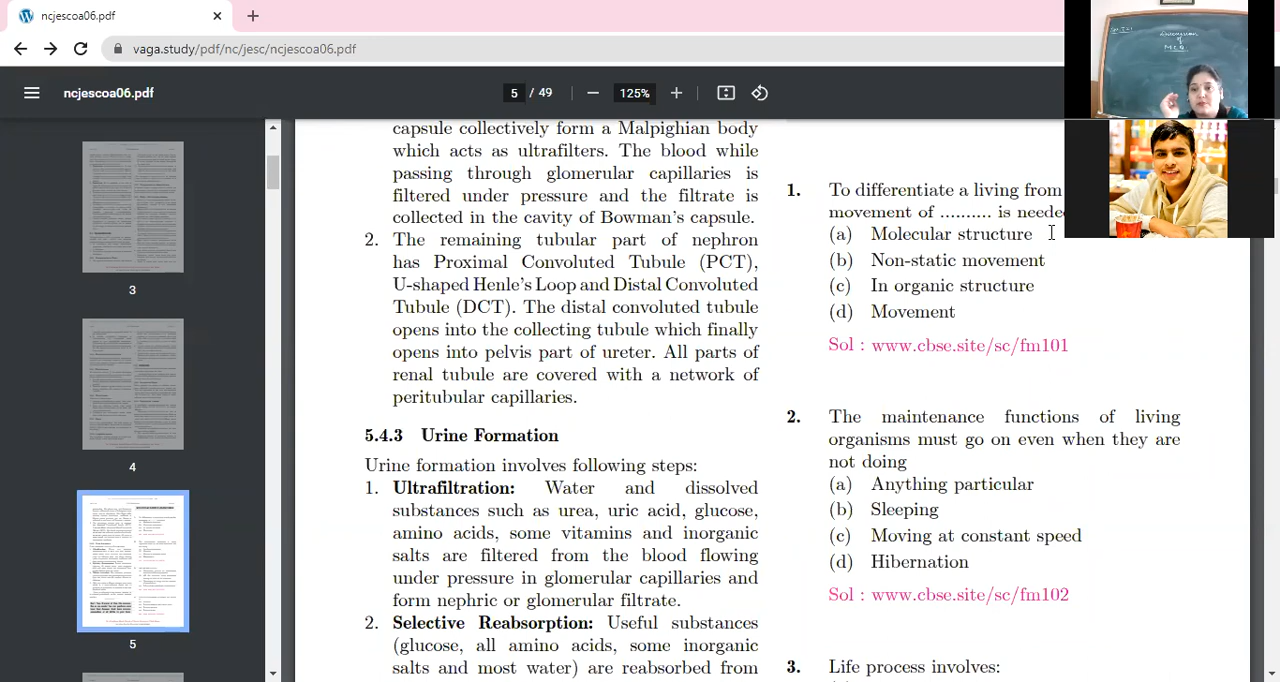 ncjescoa06.pdf
vaga.study/pdf/nc/jesc/ncjescoa06.pdf
ncjescoa06.pdf
5 / 49
125%
3
4
5
capsule collectively form a Malpighian body
which acts as ultrafilters. The blood while
passing through glomerular capillaries is
filtered under pressure and the filtrate is
collected in the cavity of Bowman's capsule.
2. The remaining tubular part of nephron
has Proximal Convoluted Tubule (PCT),
U-shaped Henle's Loop and Distal Convoluted
Tubule (DCT). The distal convoluted tubule
opens into the collecting tubule which finally
opens into pelvis part of ureter. All parts of
renal tubule are covered with a network of
peritubular capillaries.
5.4.3 Urine Formation
Urine formation involves following steps:
1. Ultrafiltration: Water and dissolved
substances such as urea, uric acid, glucose,
amino acids, some vitamins and inorganic
salts are filtered from the blood flowing
under pressure in glomerular capillaries and
form nephric or glomerular filtrate.
2. Selective Reabsorption: Useful substances
(glucose, all amino acids, some inorganic
salts and most water) are reabsorbed from
1. To differentiate a living from
movement of .......... is neede
(a) Molecular structure
(b) Non-static movement
(c) In organic structure
(d) Movement
Sol : www.cbse.site/sc/fm101
2. The maintenance functions of living
organisms must go on even when they are
not doing
(a) Anything particular
(b) Sleeping
(c) Moving at constant speed
(d) Hibernation
Sol : www.cbse.site/sc/fm102
3. Life process involves:
Discussion
of
M.C.Q